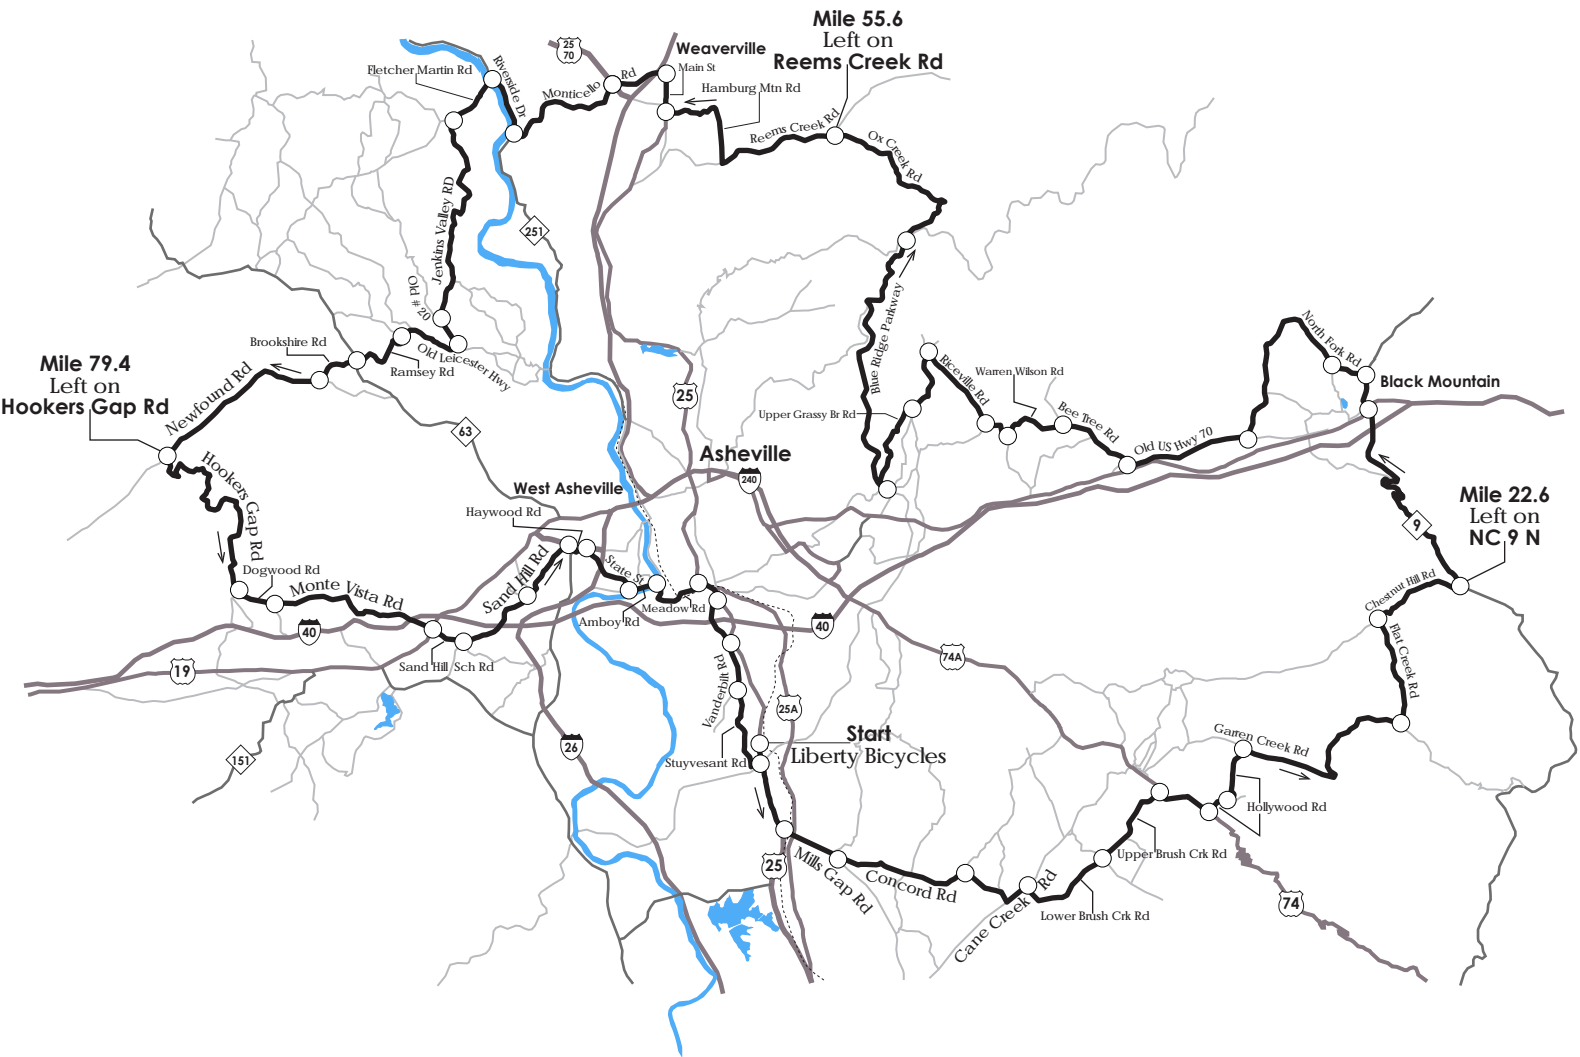 Mile 55.6
Left on
Reems Creek Rd
25
70
Weaverville
Main St
Rd
Monticello
Riverside Dr
Fletcher Martin Rd
Hamburg Mtn Rd
Reems Creek Rd
Ox Creek Rd
Jenkins Valley RD
251
Old # 20
Blue Ridge Parkway
Brookshire Rd
Ramsey Rd
Old Leicester Hwy
Mile 79.4
Left on
Hookers Gap Rd
Newfound Rd
North Fork Rd
Black Mountain
Riceville Rd
Warren Wilson Rd
Upper Grassy Br Rd
Bee Tree Rd
Old US Hwy 70
25
63
Asheville
240
Hookers Gap Rd
West Asheville
Haywood Rd
Mile 22.6
Left on
NC 9 N
9
Dogwood Rd
Monte Vista Rd
Sand Hill Rd
State St
Meadow Rd
Amboy Rd
Chestnut Hill Rd
Flat Creek Rd
40
40
19
Sand Hill Sch Rd
74A
Vanderbilt Rd
25A
Start
Liberty Bicycles
Stuyvesant Rd
Garren Creek Rd
26
151
Hollywood Rd
25
Mills Gap Rd
Concord Rd
Cane Creek Rd
Upper Brush Crk Rd
Lower Brush Crk Rd
74